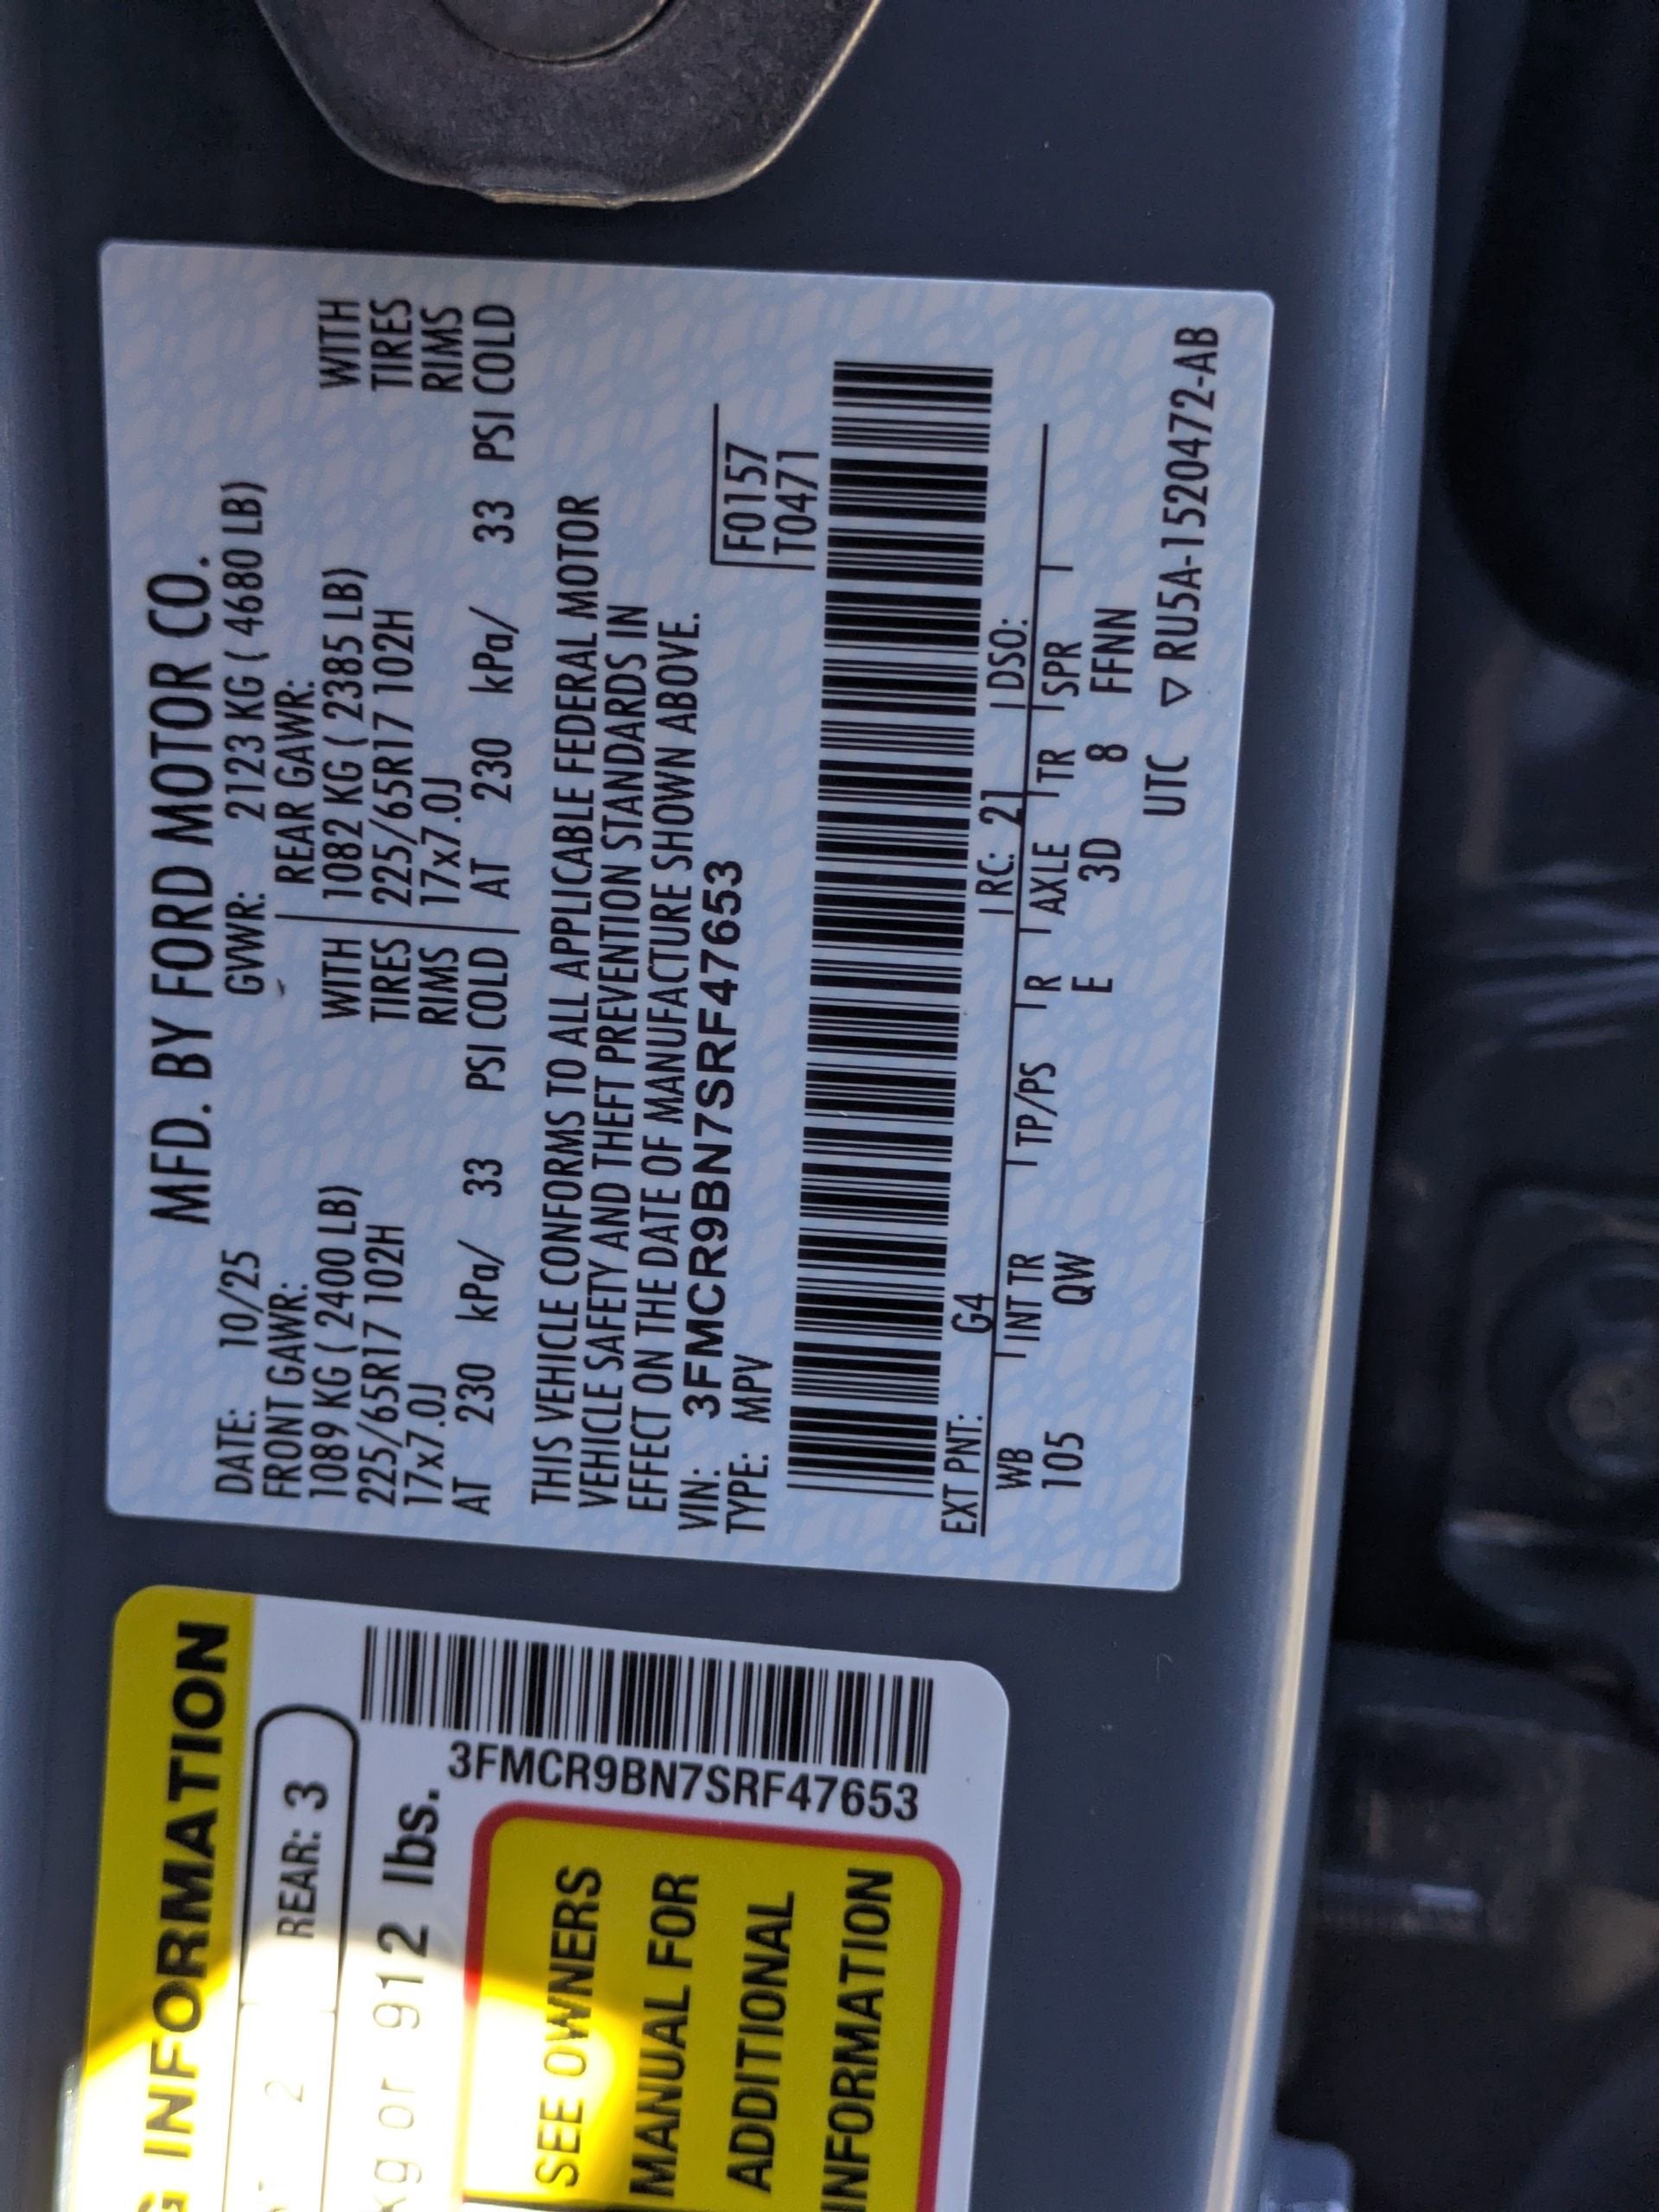 MFD. BY FORD MOTOR CO.
DATE: 10/25 GVWR: 2123 KG ( 4680 LB)
FRONT GAWR: REAR GAWR:
1089 KG ( 2400 LB) WITH 1082 KG ( 2385 LB) WITH
225/65R17 102H TIRES 225/65R17 102H TIRES
17x7.0J RIMS 17x7.0J RIMS
AT 230 kPa/ 33 PSI COLD AT 230 kPa/ 33 PSI COLD
THIS VEHICLE CONFORMS TO ALL APPLICABLE FEDERAL MOTOR
VEHICLE SAFETY AND THEFT PREVENTION STANDARDS IN
EFFECT ON THE DATE OF MANUFACTURE SHOWN ABOVE.
VIN: 3FMCR9BN7SRF47653 F0157
TYPE: MPV T0471
EXT PNT: G4 RC: 21 DSO:
WB INT TR TP/PS R AXLE TR SPR
105 QW E 3D 8 FFNN
UTC ▽ RU5A-1520472-AB
G INFORMATION
2 REAR: 3
kg or 912 lbs.
3FMCR9BN7SRF47653
SEE OWNERS
MANUAL FOR
ADDITIONAL
INFORMATION